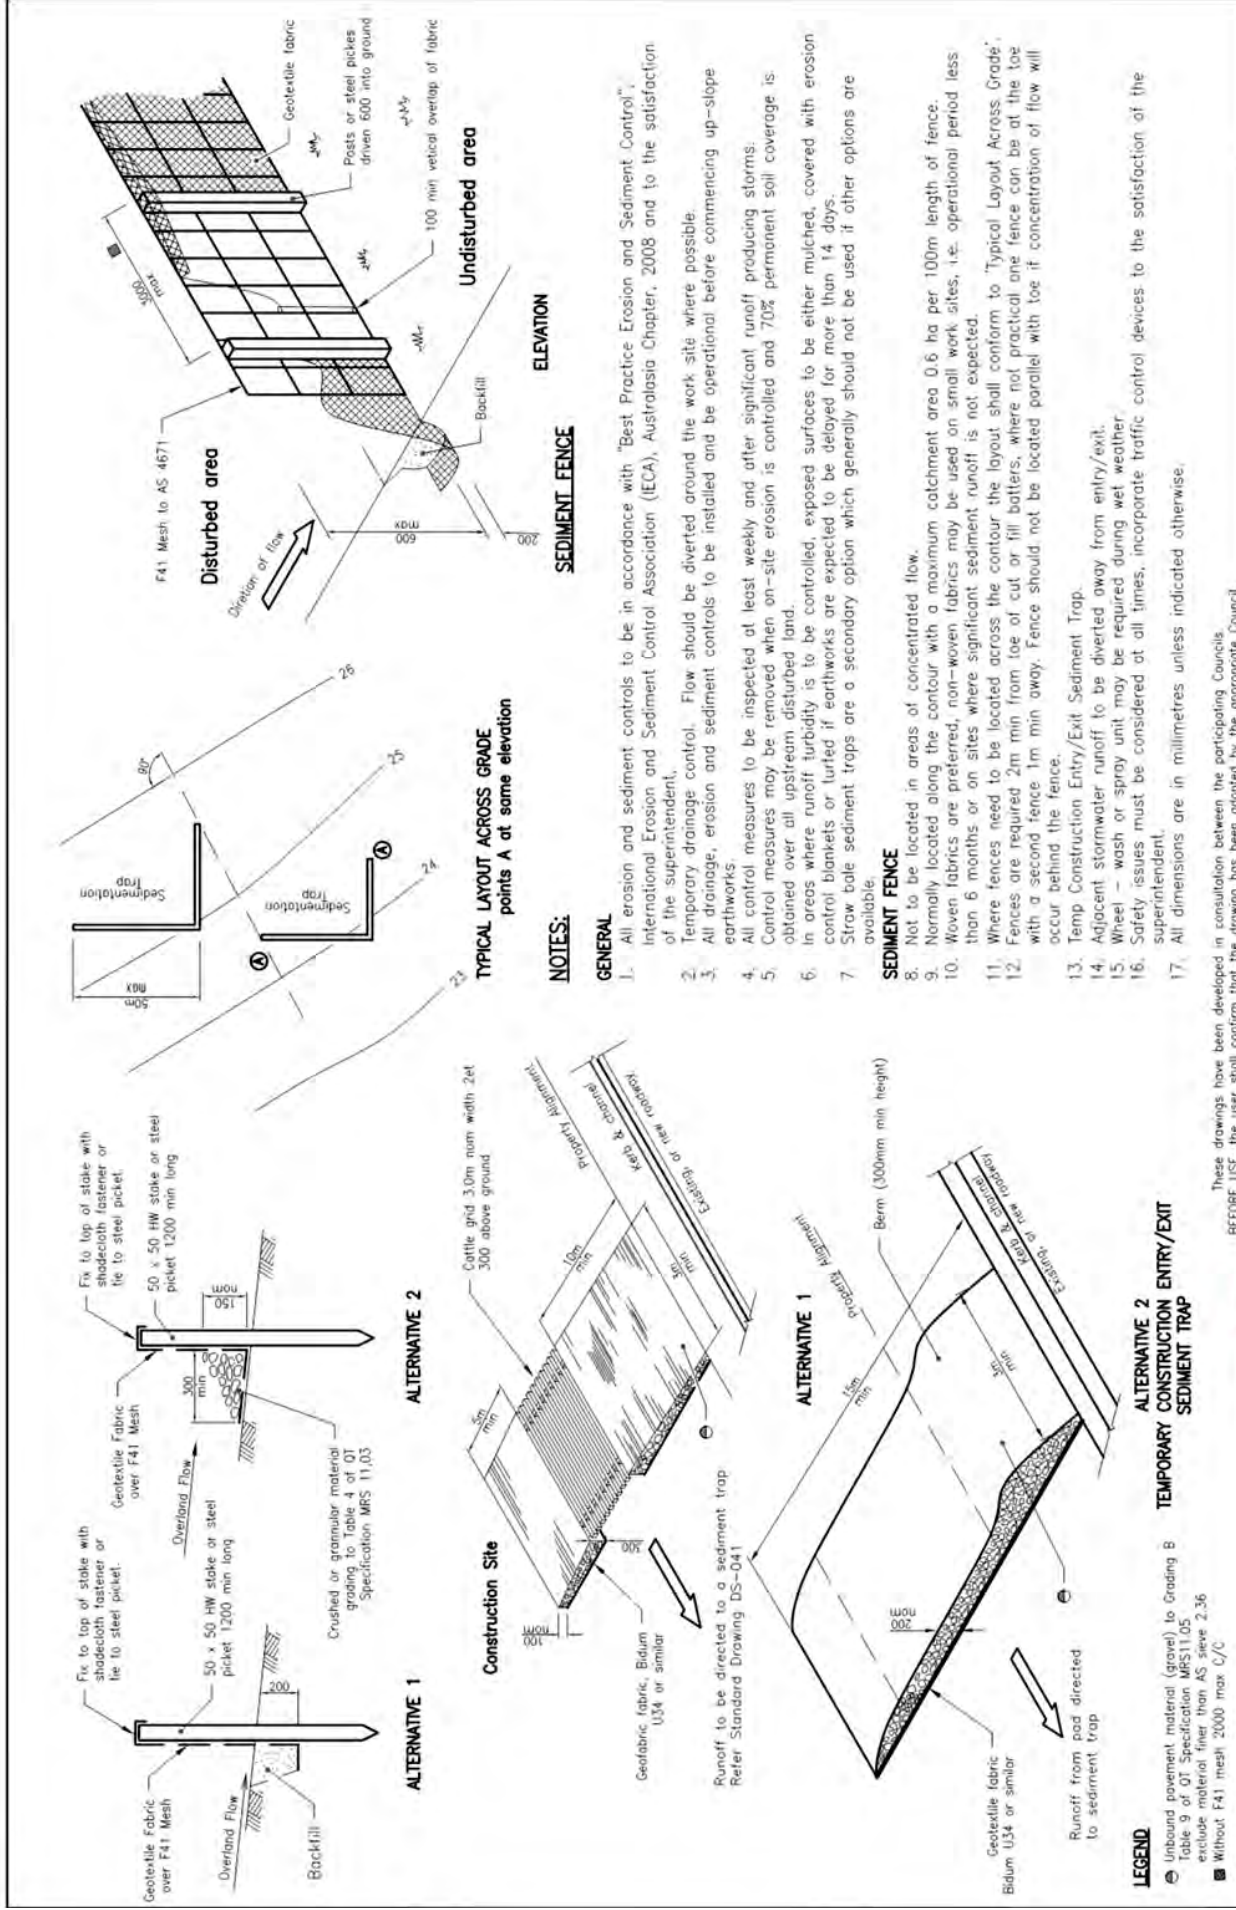 Fix to top of stake with
shadecloth fastener or
tie to steel picket.
Geotextile Fabric
over F41 Mesh
50 x 50 HW stake or steel
picket 1200 min long
Overland Flow
200
Backfill
ALTERNATIVE 1
Fix to top of stake with
shadecloth fastener or
tie to steel picket.
Geotextile Fabric
over F41 Mesh
50 x 50 HW stake or steel
picket 1200 min long
Overland Flow
300
min
150
nom
Crushed or grannular material
grading to Table 4 of QT
Specification MRS 11.03
ALTERNATIVE 2
50m
max
Sedimentation
Trap
Sedimentation
Trap
A
A
90°
23
24
25
26
TYPICAL LAYOUT ACROSS GRADE
points A at same elevation
F41 Mesh to AS 4671
Disturbed area
Diretion of flow
3000
max
Geotextile fabric
Posts or steel pickes
driven 600 into ground
100 min vetical overlap of fabric
Undisturbed area
600
max
200
Backfill
ELEVATION
SEDIMENT FENCE
Construction Site
5m
min
Cattle grid 3.0m nom width 2et
300 above ground
10m
min
3m
min
Property Alignment
Kerb & channel
Existing, or new roadway
100
nom
300
Geofabric fabric, Bidum
U34 or similar
Runoff to be directed to a sediment trap
Refer Standard Drawing DS-041
ALTERNATIVE 1
15m
min
Property Alignment
Berm (300mm min height)
3m
min
Kerb & channel
Existing, or new roadway
200
nom
Geotextile fabric
Bidum U34 or similar
Runoff from pad directed
to sediment trap
ALTERNATIVE 2
TEMPORARY CONSTRUCTION ENTRY/EXIT
SEDIMENT TRAP
LEGEND
Unbound pavement material (gravel) to Grading B
Table 9 of QT Specification MRS11.05
exclude material finer than AS sieve 2.36
Without F41 mesh 2000 max C/C
NOTES:
GENERAL
1. All erosion and sediment controls to be in accordance with "Best Practice Erosion and Sediment Control",
International Erosion and Sediment Control Association (IECA), Australasia Chapter, 2008 and to the satisfaction
of the superintendent.
2. Temporary drainage control. Flow should be diverted around the work site where possible.
3. All drainage, erosion and sediment controls to be installed and be operational before commencing up-slope
earthworks.
4. All control measures to be inspected at least weekly and after significant runoff producing storms.
5. Control measures may be removed when on-site erosion is controlled and 70% permanent soil coverage is
obtained over all upstream disturbed land.
6. In areas where runoff turbidity is to be controlled, exposed surfaces to be either mulched, covered with erosion
control blankets or turfed if earthworks are expected to be delayed for more than 14 days.
7. Straw bale sediment traps are a secondary option which generally should not be used if other options are
available.
SEDIMENT FENCE
8. Not to be located in areas of concentrated flow.
9. Normally located along the contour with a maximum catchment area 0.6 ha per 100m length of fence.
10. Woven fabrics are preferred, non-woven fabrics may be used on small work sites, i.e. operational period less
than 6 months or on sites where significant sediment runoff is not expected.
11. Where fences need to be located across the contour the layout shall conform to 'Typical Layout Across Grade'.
12. Fences are required 2m min from toe of cut or fill batters, where not practical one fence can be at the toe
with a second fence 1m min away. Fence should not be located parallel with toe if concentration of flow will
occur behind the fence.
13. Temp Construction Entry/Exit Sediment Trap.
14. Adjacent stormwater runoff to be diverted away from entry/exit.
15. Wheel - wash or spray unit may be required during wet weather.
16. Safety issues must be considered at all times, incorporate traffic control devices to the satisfaction of the
superintendent.
17. All dimensions are in millimetres unless indicated otherwise.
These drawings have been developed in consultation between the participating Councils.
BEFORE USE, the user shall confirm that the drawing has been adopted by the appropriate Council